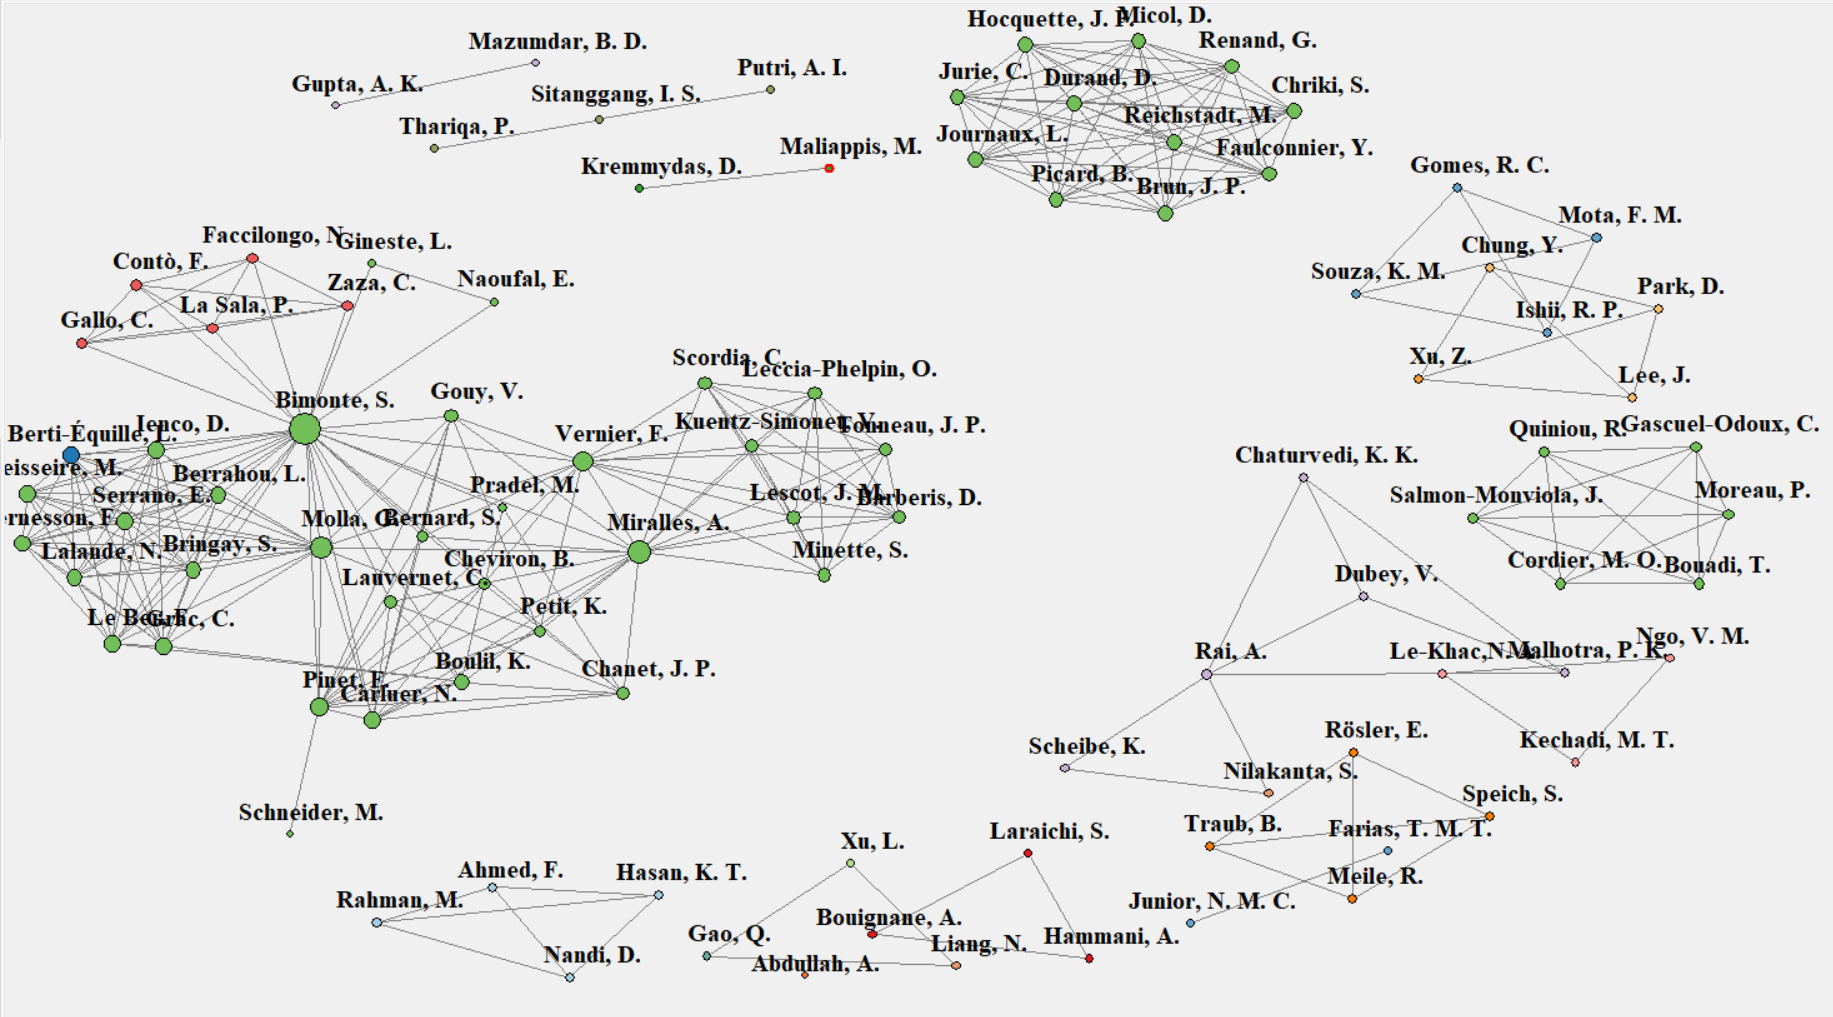 Hocquette, J. P.
Micol, D.
Mazumdar, B. D.
Renand, G.
Putri, A. I.
Jurie, C.
Durand, D.
Gupta, A. K.
Sitanggang, I. S.
Chriki, S.
Thariqa, P.
Reichstadt, M.
Journaux, L.
Maliappis, M.
Faulconnier, Y.
Kremmydas, D.
Picard, B.
Brun, J. P.
Gomes, R. C.
Mota, F. M.
Faccilongo, N.
Gineste, L.
Chung, Y.
Contò, F.
Souza, K. M.
Zaza, C.
Naoufal, E.
Park, D.
La Sala, P.
Gallo, C.
Ishii, R. P.
Xu, Z.
Scordia, C.
Leccia-Phelpin, O.
Lee, J.
Gouy, V.
Bimonte, S.
Ienco, D.
Berti-Équille, L.
Vernier, F.
Kuentz-Simonet, V.
Tonneau, J. P.
Quiniou, R.
Gascuel-Odoux, C.
Chaturvedi, K. K.
eisseire, M.
Berrahou, L.
Pradel, M.
Serrano, E.
Lescot, J. M.
Barberis, D.
Salmon-Monviola, J.
Moreau, P.
ernesson, F.
Molla, G.
Bernard, S.
Miralles, A.
Lalande, N.
Bringay, S.
Cheviron, B.
Minette, S.
Cordier, M. O.
Bouadi, T.
Lauvernet, C.
Dubey, V.
Petit, K.
Le Ber, F.
Grac, C.
Ngo, V. M.
Rai, A.
Le-Khac, N. A.
Malhotra, P. K.
Boulil, K.
Chanet, J. P.
Pinet, F.
Carluer, N.
Rösler, E.
Scheibe, K.
Kechadi, M. T.
Nilakanta, S.
Speich, S.
Schneider, M.
Traub, B.
Farias, T. M. T.
Xu, L.
Laraichi, S.
Ahmed, F.
Hasan, K. T.
Meile, R.
Rahman, M.
Junior, N. M. C.
Bouignane, A.
Gao, Q.
Liang, N.
Hammani, A.
Nandi, D.
Abdullah, A.